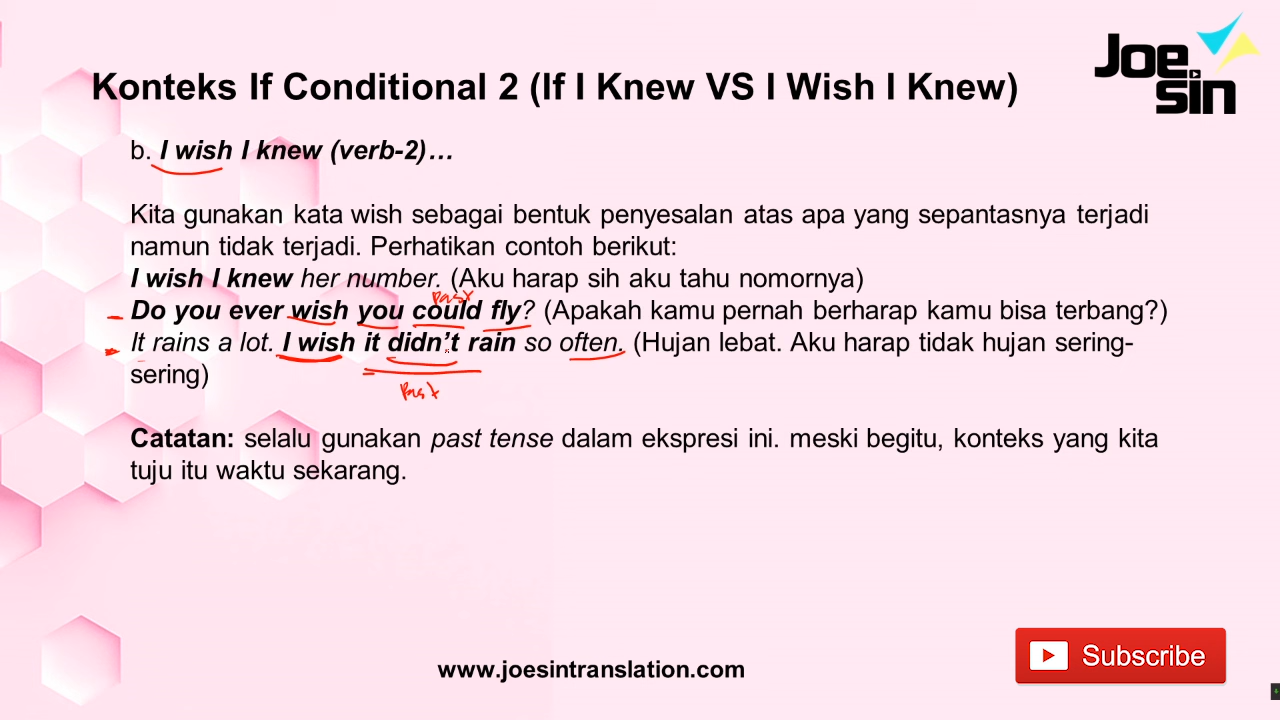 Joe
sin
Konteks If Conditional 2 (If I Knew VS I Wish I Knew)
b. I wish I knew (verb-2)…
Kita gunakan kata wish sebagai bentuk penyesalan atas apa yang sepantasnya terjadi
namun tidak terjadi. Perhatikan contoh berikut:
I wish I knew her number. (Aku harap sih aku tahu nomornya)
past
Do you ever wish you could fly? (Apakah kamu pernah berharap kamu bisa terbang?)
It rains a lot. I wish it didn't rain so often. (Hujan lebat. Aku harap tidak hujan sering-
sering)
past
Catatan: selalu gunakan past tense dalam ekspresi ini. meski begitu, konteks yang kita
tuju itu waktu sekarang.
www.joesintranslation.com
Subscribe